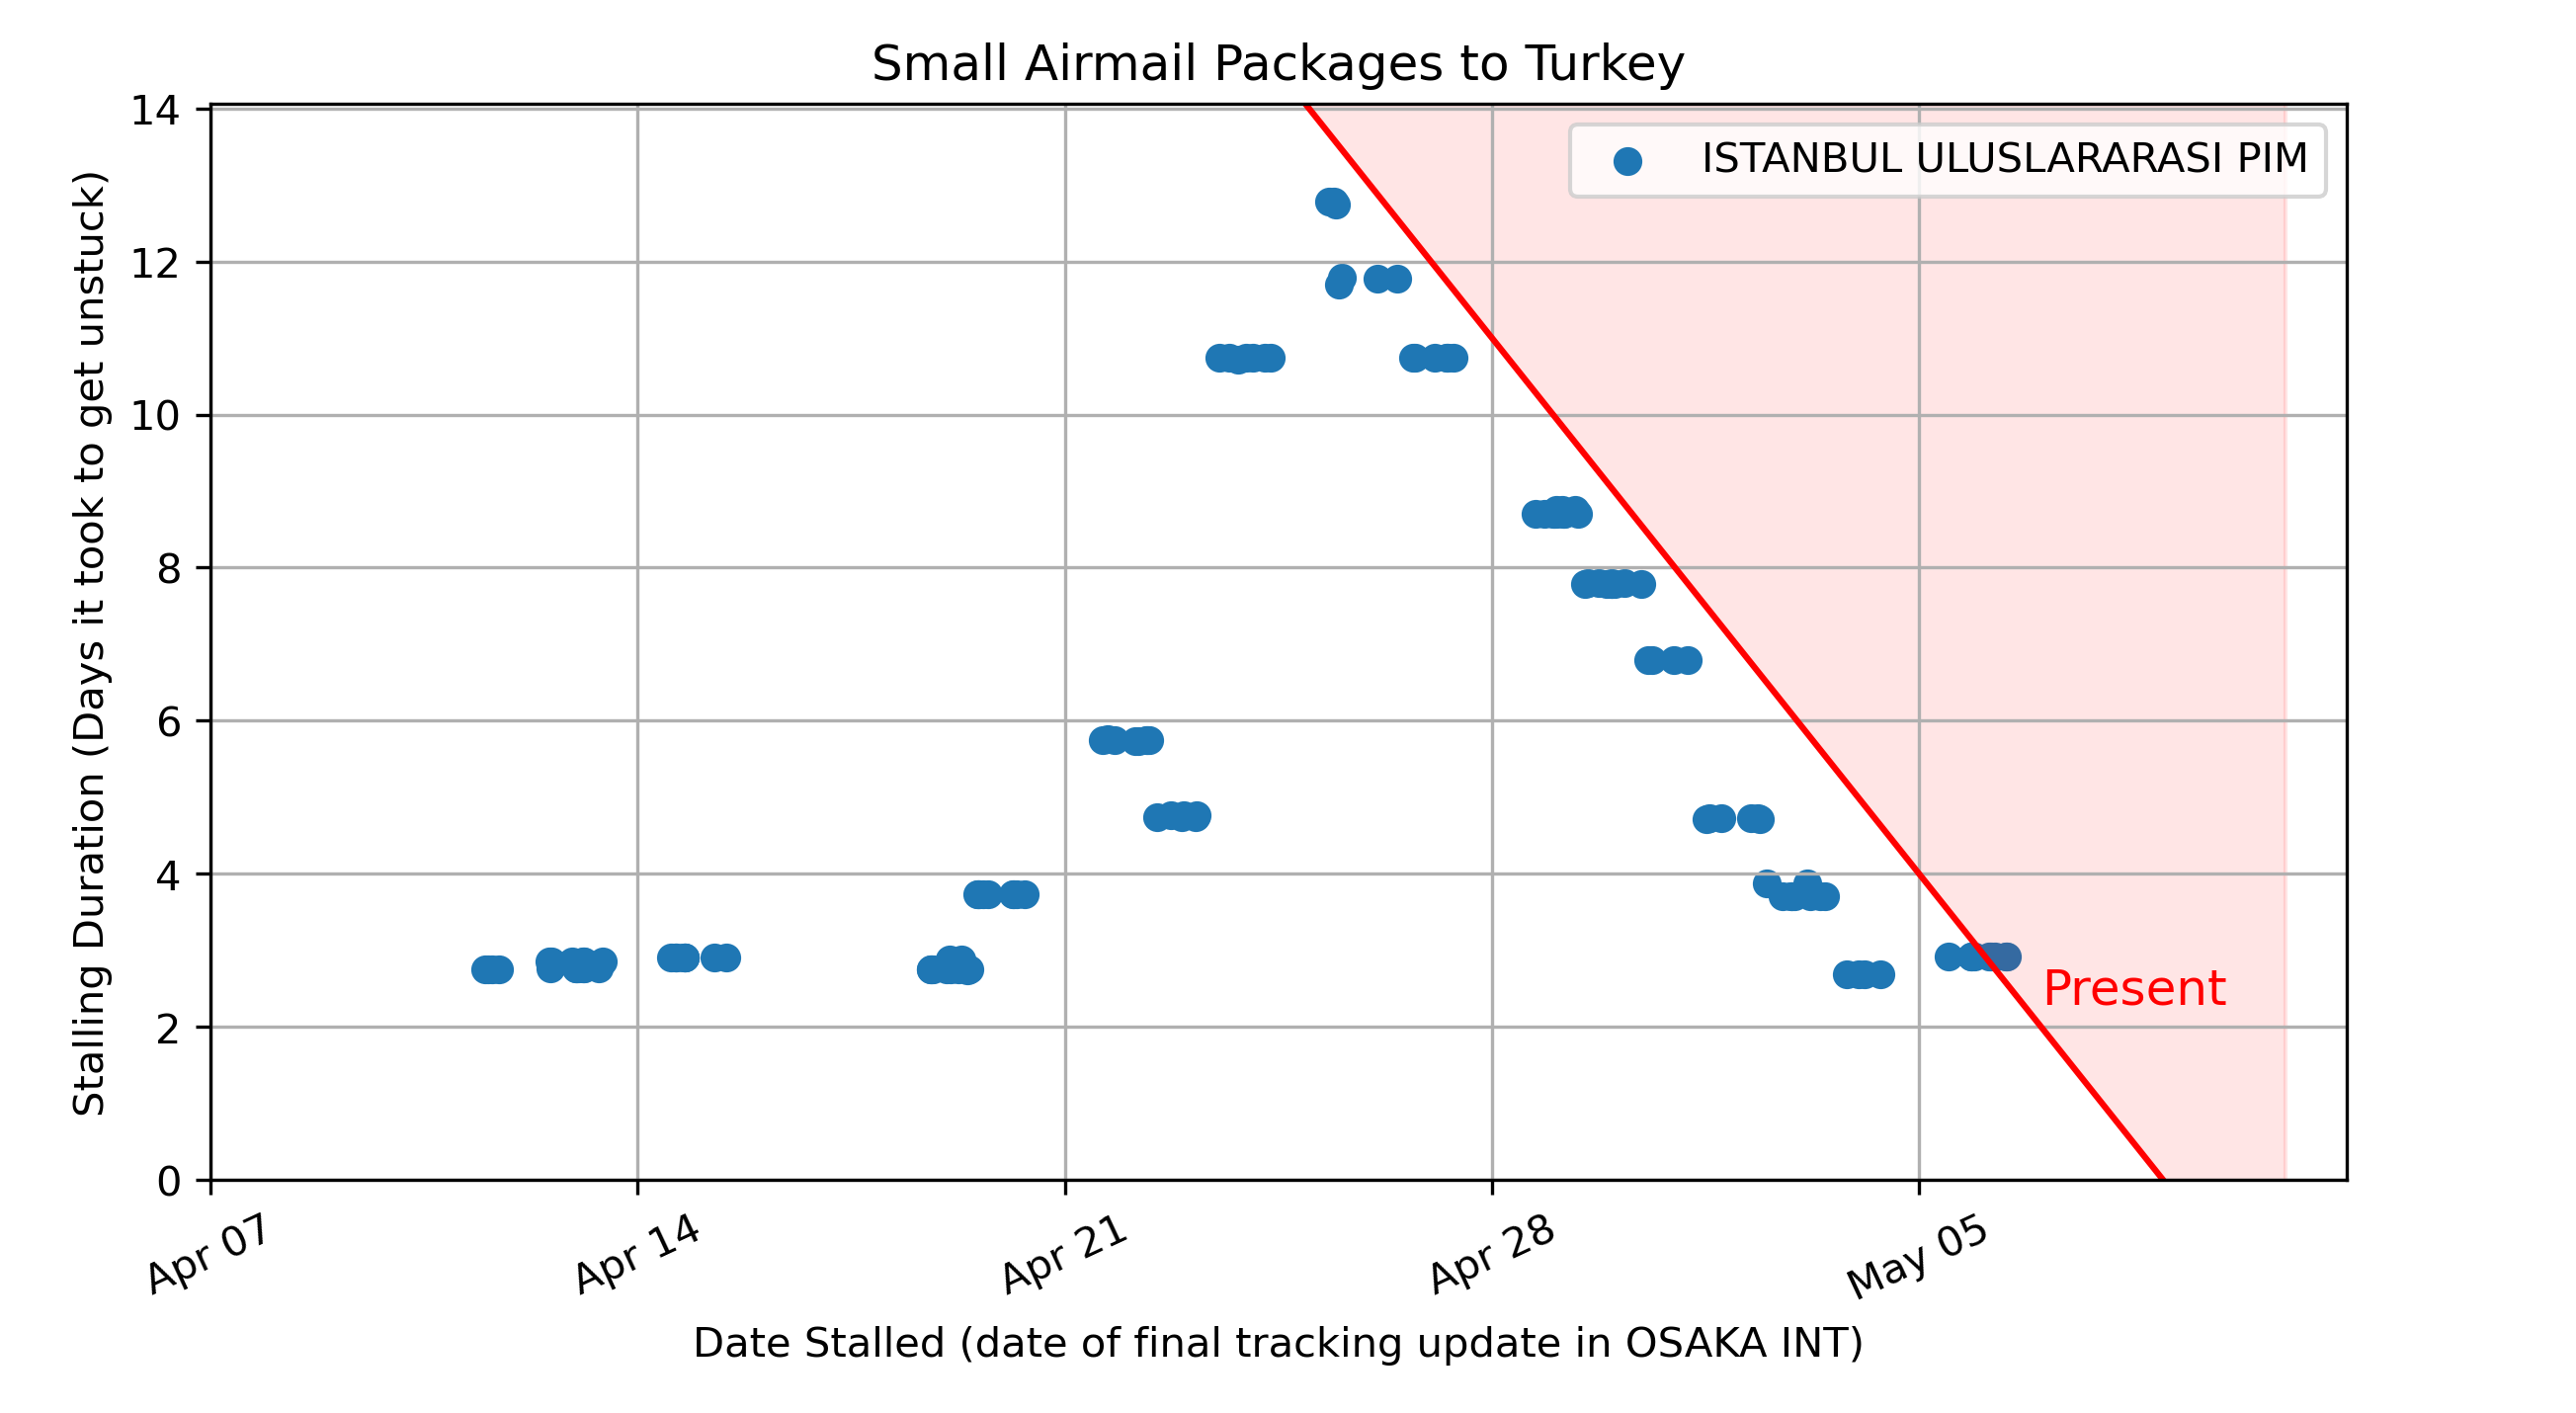 Small Airmail Packages to Turkey
Stalling Duration (Days it took to get unstuck)
14
12
10
8
6
4
2
0
ISTANBUL ULUSLARARASI PIM
Present
Apr 07
Apr 14
Apr 21
Apr 28
May 05
Date Stalled (date of final tracking update in OSAKA INT)